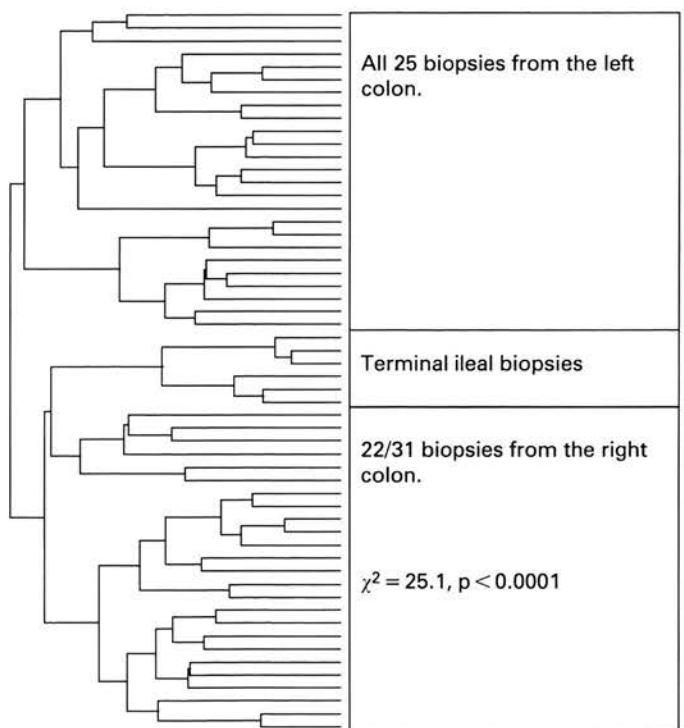 All 25 biopsies from the left
colon.
Terminal ileal biopsies
22/31 biopsies from the right
colon.
χ² = 25.1, p < 0.0001